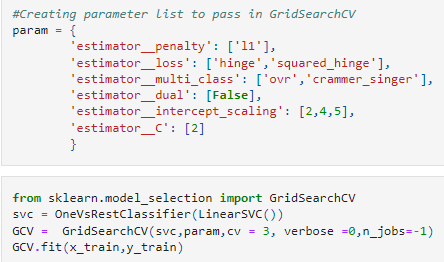 #Creating parameter list to pass in GridSearchCV
param = {
'estimator__penalty': ['l1'],
'estimator__loss': ['hinge','squared_hinge'],
'estimator__multi_class': ['ovr','crammer_singer'],
'estimator__dual': [False],
'estimator__intercept_scaling': [2,4,5],
'estimator__C': [2]
}
from sklearn.model_selection import GridSearchCV
svc = OneVsRestClassifier(LinearSVC())
GCV =  GridSearchCV(svc,param,cv = 3, verbose =0,n_jobs=-1)
GCV.fit(x_train,y_train)